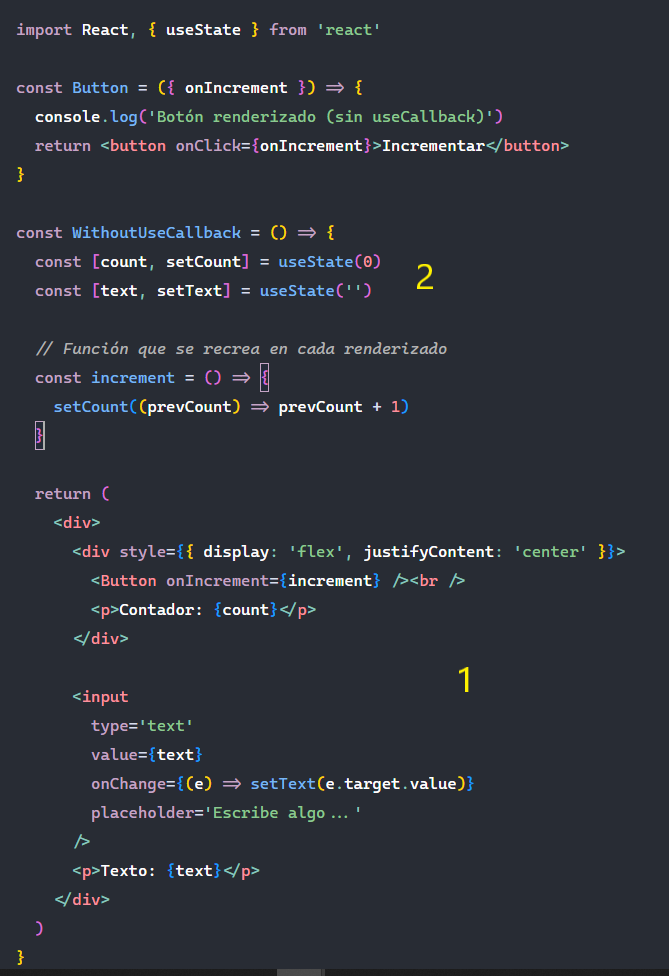 import React, { useState } from 'react'
const Button = ({ onIncrement }) => {
  console.log('Botón renderizado (sin useCallback)')
  return <button onClick={onIncrement}>Incrementar</button>
}
const WithoutUseCallback = () => {
  const [count, setCount] = useState(0)
2
  const [text, setText] = useState('')
  // Función que se recrea en cada renderizado
  const increment = () => {
    setCount((prevCount) => prevCount + 1)
  }
  return (
    <div>
      <div style={{ display: 'flex', justifyContent: 'center' }}>
        <Button onIncrement={increment} /><br />
        <p>Contador: {count}</p>
      </div>
1
      <input
        type='text'
        value={text}
        onChange={(e) => setText(e.target.value)}
        placeholder='Escribe algo...'
      />
      <p>Texto: {text}</p>
    </div>
  )
}